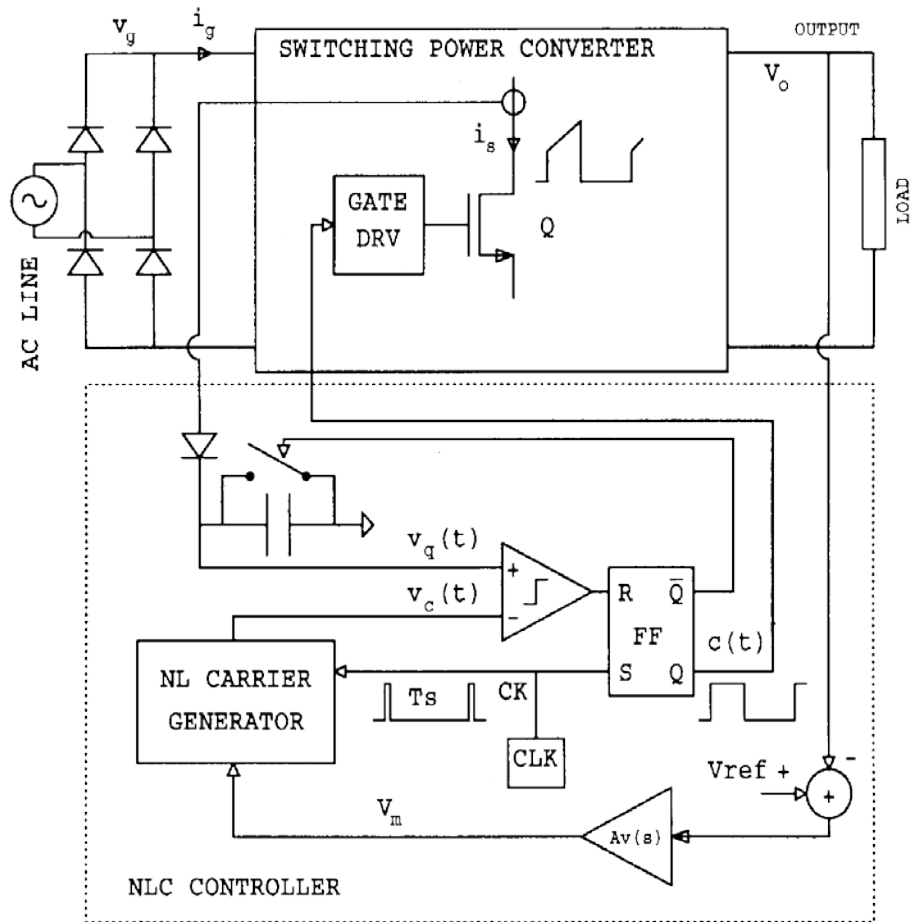 v_g
i_g
SWITCHING POWER CONVERTER
OUTPUT
V_o
i_s
GATE
DRV
Q
LOAD
AC LINE
v_q(t)
v_c(t)
+
-
R
Q̅
FF
S
Q
c(t)
NL CARRIER
GENERATOR
Ts
CK
CLK
Vref +
-
+
V_m
Av(s)
NLC CONTROLLER